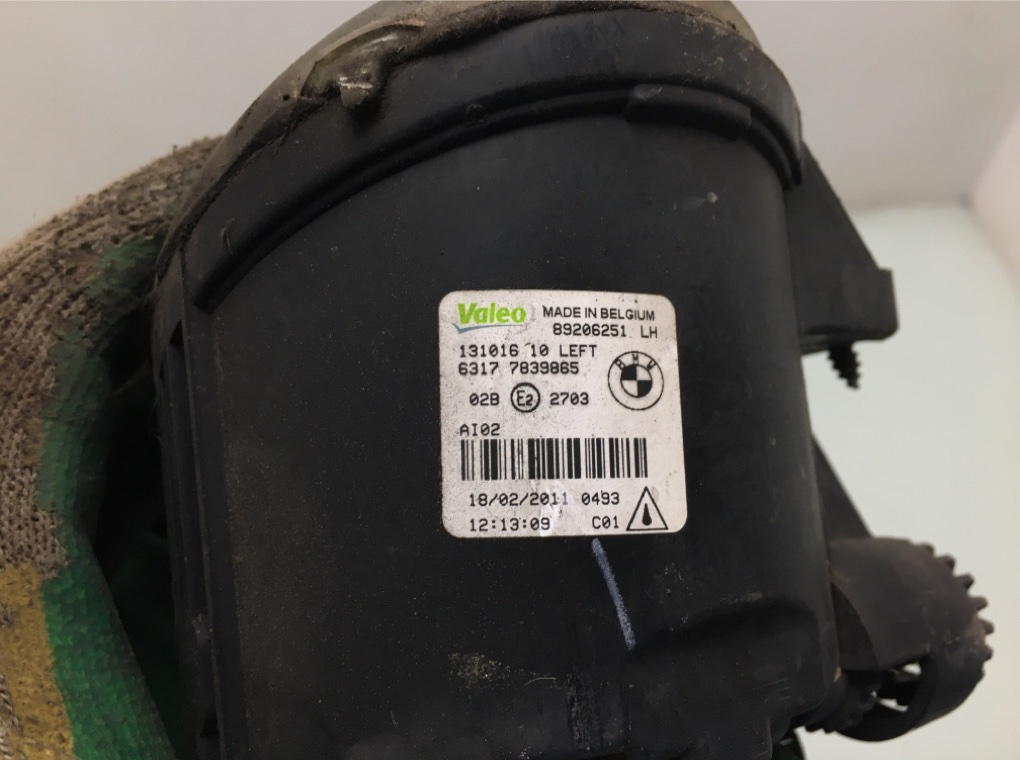 Valeo MADE IN BELGIUM
89206251 LH
131016 10 LEFT
6317 7839865
BMW
02B E2 2703
AI02
18/02/2011 0493
12:13:09 C01